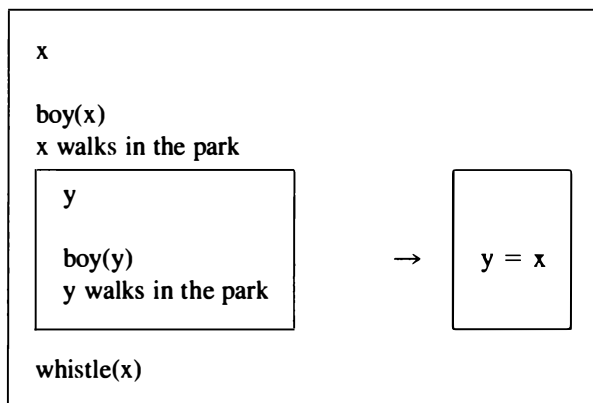 x
boy(x)
x walks in the park
y
boy(y)
y walks in the park
→ y = x
whistle(x)